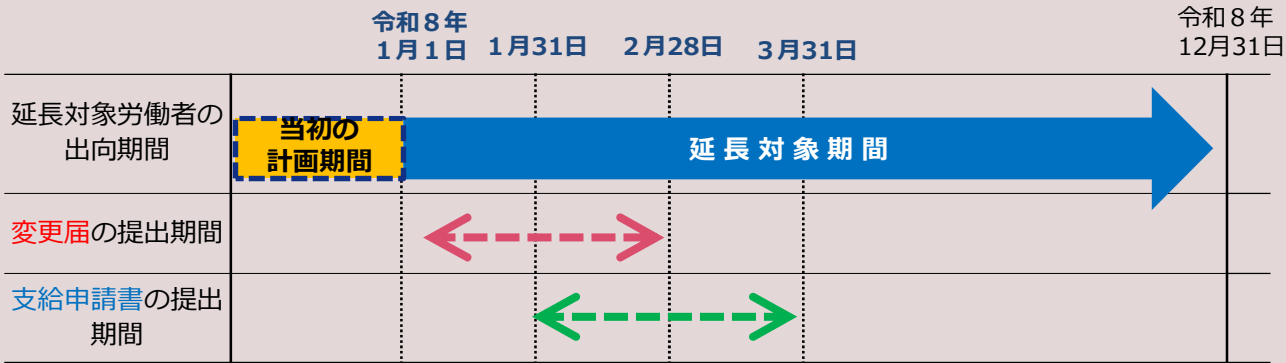 令和８年
１月１日
１月31日
２月28日
３月31日
令和８年
12月31日
延長対象労働者の
出向期間
当初の
計画期間
延長対象期間
変更届の提出期間
支給申請書の提出
期間